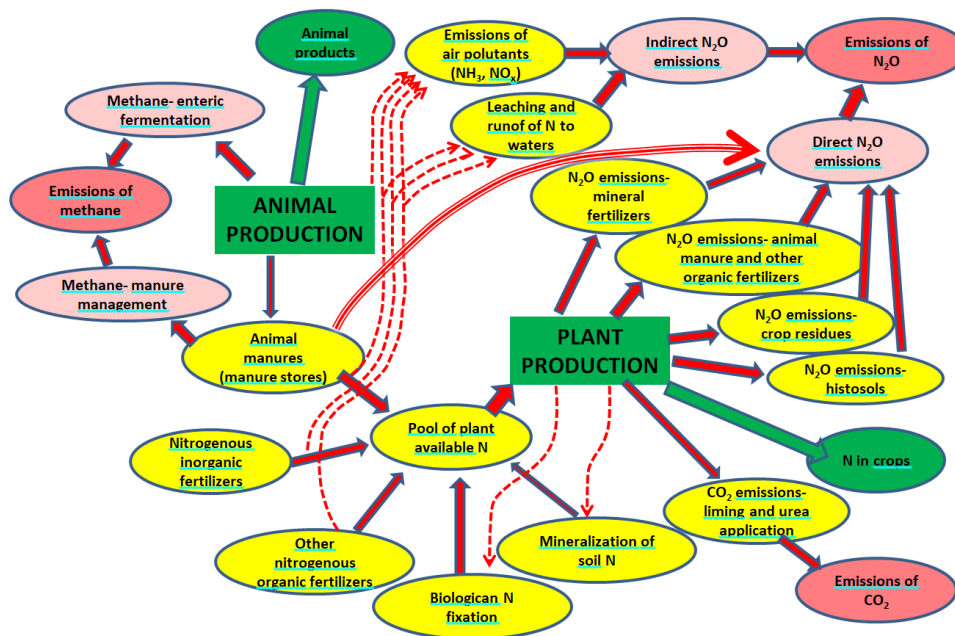 Animal
products
Emissions of
air polutants
(NH₃, NOₓ)
Indirect N₂O
emissions
Emissions of
N₂O
Methane- enteric
fermentation
Leaching and
runof of N to
waters
Direct N₂O
emissions
Emissions of
methane
ANIMAL
PRODUCTION
N₂O emissions-
mineral
fertilizers
N₂O emissions- animal
manure and other
organic fertilizers
Methane- manure
management
Animal
manures
(manure stores)
PLANT
PRODUCTION
N₂O emissions-
crop residues
N₂O emissions-
histosols
Pool of plant
available N
Nitrogenous
inorganic
fertilizers
N in crops
CO₂ emissions-
liming and urea
application
Other
nitrogenous
organic fertilizers
Mineralization of
soil N
Biologican N
fixation
Emissions of
CO₂